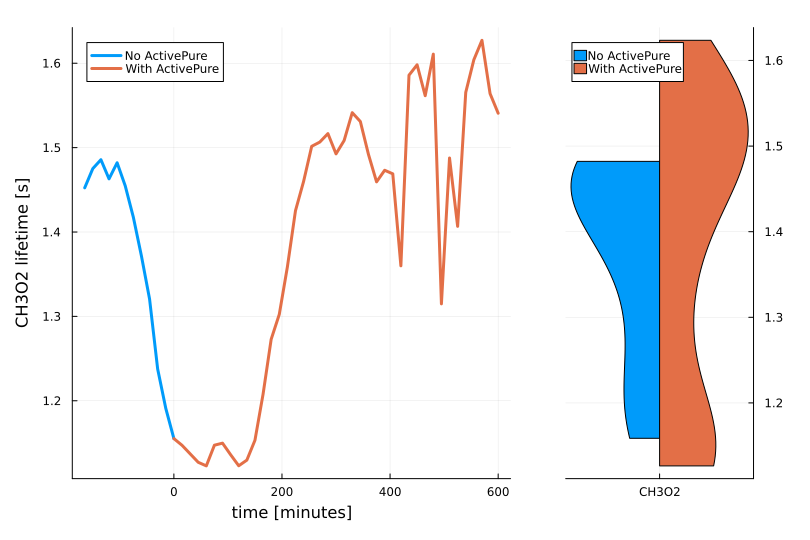 No ActivePure
With ActivePure
1.6
1.5
1.4
1.3
1.2
CH3O2 lifetime [s]
0
200
400
600
time [minutes]
No ActivePure
With ActivePure
1.6
1.5
1.4
1.3
1.2
CH3O2